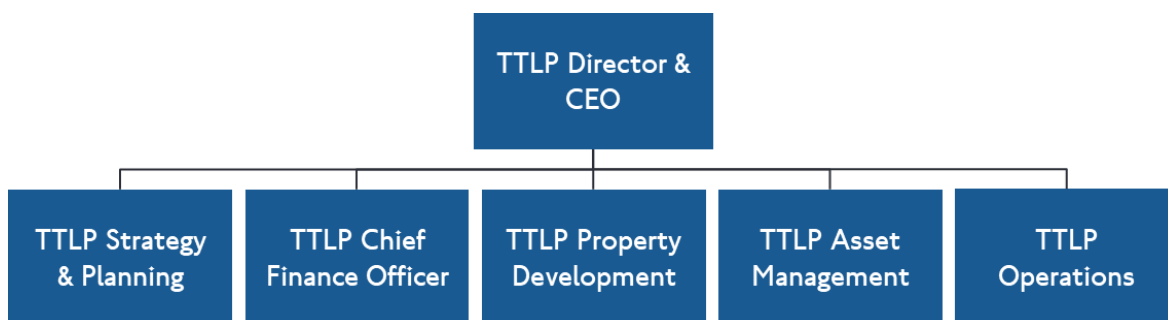 TTLP Director &
CEO
TTLP Strategy
& Planning
TTLP Chief
Finance Officer
TTLP Property
Development
TTLP Asset
Management
TTLP
Operations